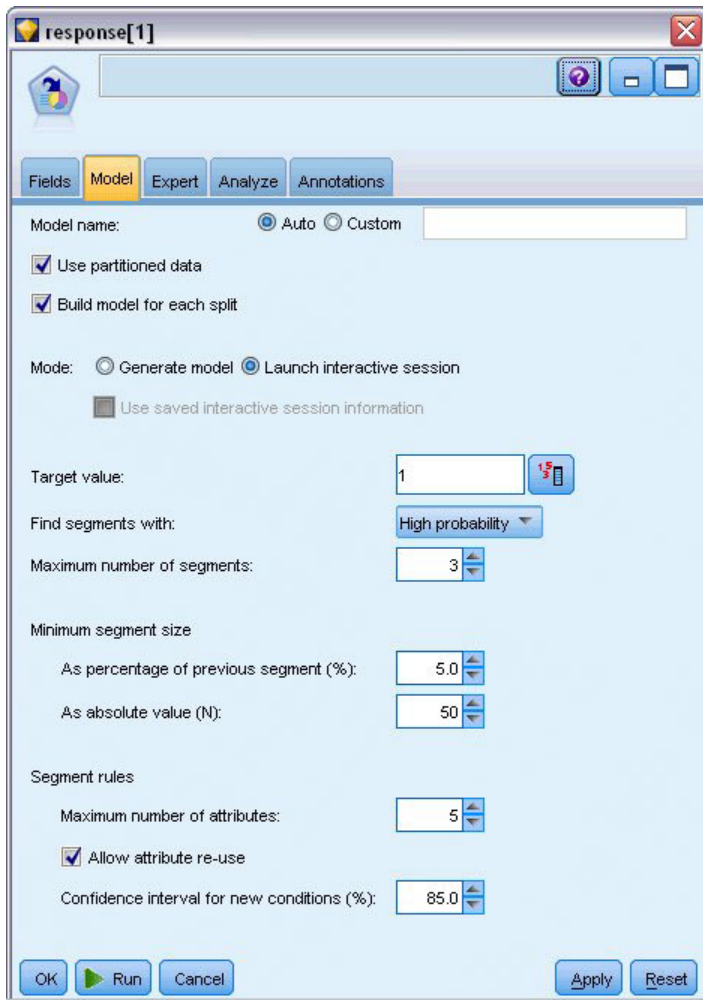 response[1]
Fields Model Expert Analyze Annotations
Model name: Auto Custom
Use partitioned data
Build model for each split
Mode: Generate model Launch interactive session
Use saved interactive session information
Target value: 1
Find segments with: High probability
Maximum number of segments: 3
Minimum segment size
As percentage of previous segment (%): 5.0
As absolute value (N): 50
Segment rules
Maximum number of attributes: 5
Allow attribute re-use
Confidence interval for new conditions (%): 85.0
OK Run Cancel Apply Reset